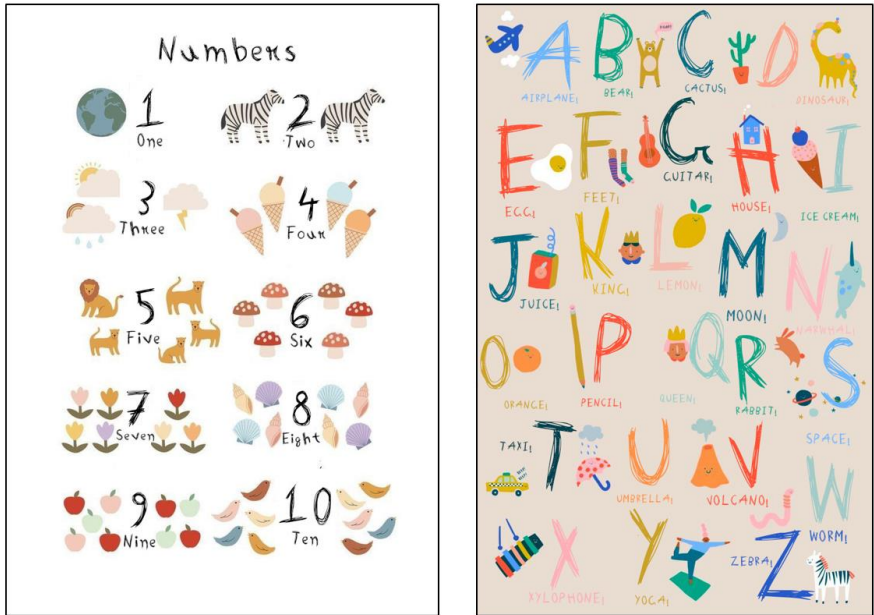 Numbers
1 2
One Two
3 4
Three Four
5 6
Five Six
7 8
Seven Eight
9 10
Nine Ten
A B C D
AIRPLANE! BEAR! CACTUS! DINOSAUR!
E F G H I
EGG! FEET! GUITAR! HOUSE! ICE CREAM!
J K L M N
JUICE! KING! LEMON! MOON! NARWHAL!
O P Q R S
ORANGE! PENCIL! QUEEN! RABBIT! SPACE!
T U V W
TAXI! UMBRELLA! VOLCANO! WORM!
X Y Z
XYLOPHONE! YOGA! ZEBRA!